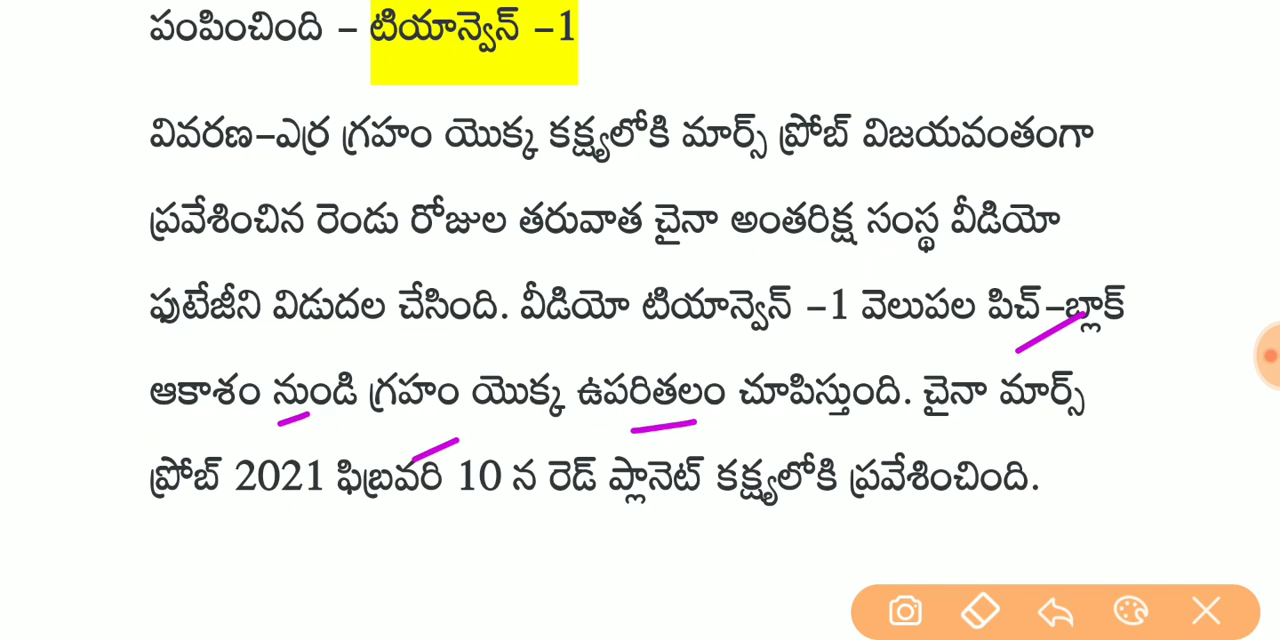 పంపించింది – టియాన్వెన్ –1
వివరణ–ఎర్ర గ్రహం యొక్క కక్ష్యలోకి మార్స్ ప్రోబ్ విజయవంతంగా
ప్రవేశించిన రెండు రోజుల తరువాత చైనా అంతరిక్ష సంస్థ వీడియో
ఫుటేజీని విడుదల చేసింది. వీడియో టియాన్వెన్ –1 వెలుపల పిచ్–బ్లాక్
ఆకాశం నుండి గ్రహం యొక్క ఉపరితలం చూపిస్తుంది. చైనా మార్స్
ప్రోబ్ 2021 ఫిబ్రవరి 10 న రెడ్ ప్లానెట్ కక్ష్యలోకి ప్రవేశించింది.